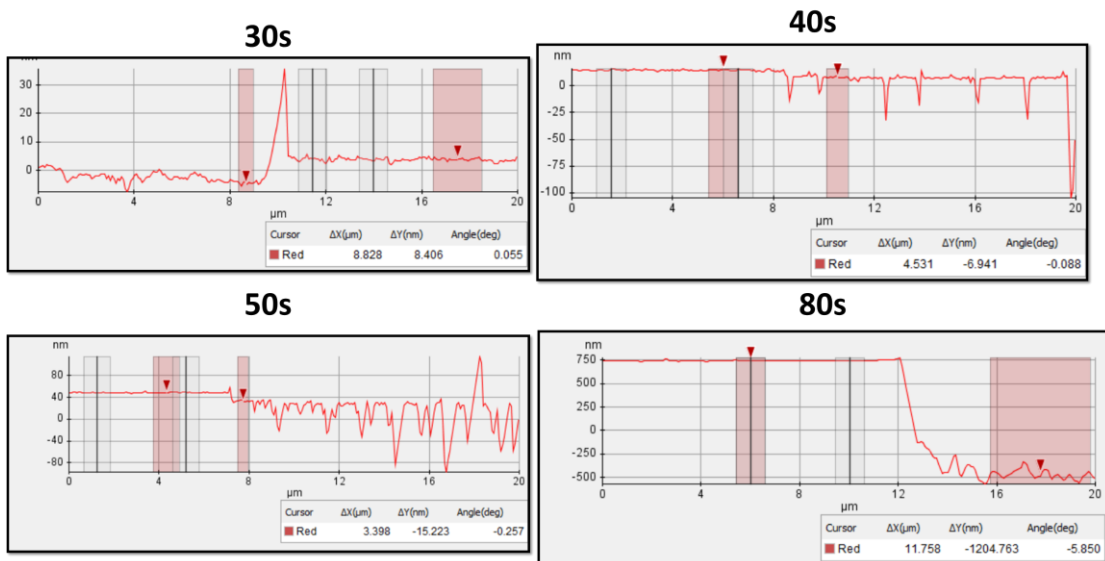 30s
nm
30
20
10
0
0 4 8 12 16 20
µm
Cursor ΔX(µm) ΔY(nm) Angle(deg)
Red 8.828 8.406 0.055
40s
nm
0
-25
-50
-75
-100
0 4 8 12 16 20
µm
Cursor ΔX(µm) ΔY(nm) Angle(deg)
Red 4.531 -6.941 -0.088
50s
nm
80
40
0
-40
-80
0 4 8 12 16 20
µm
Cursor ΔX(µm) ΔY(nm) Angle(deg)
Red 3.398 -15.223 -0.257
80s
750
nm
500
250
0
-250
-500
0 4 8 12 16 20
µm
Cursor ΔX(µm) ΔY(nm) Angle(deg)
Red 11.758 -1204.763 -5.850